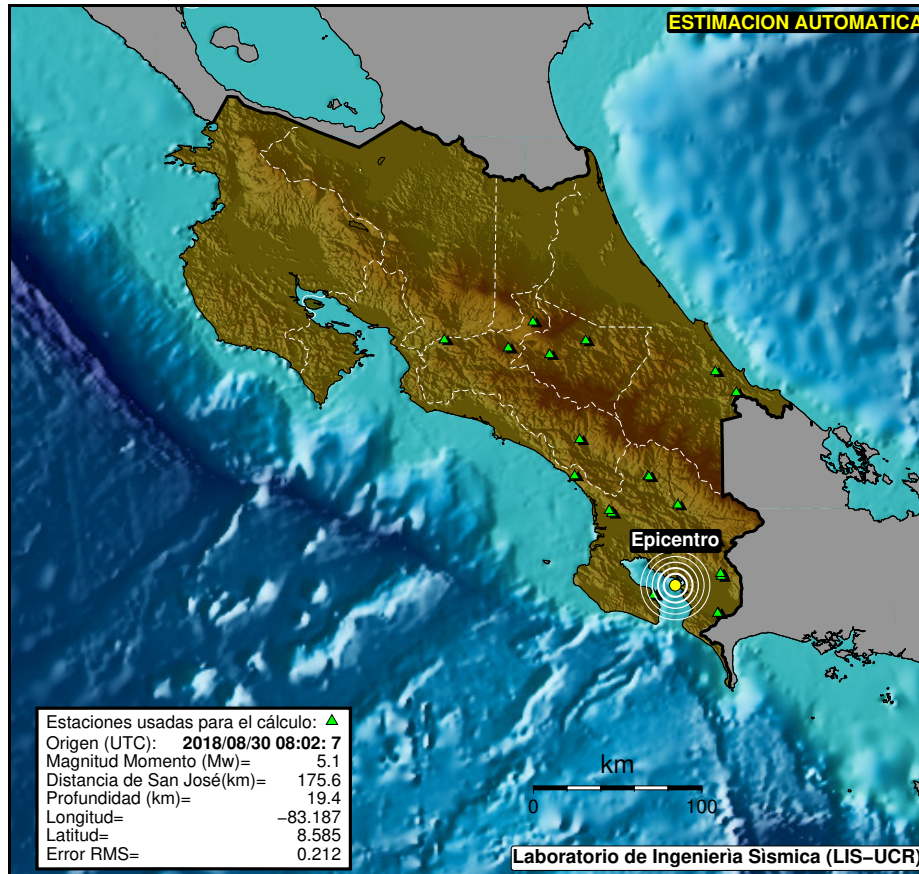 ESTIMACION AUTOMATICA
Epicentro
Estaciones usadas para el cálculo:
Origen (UTC): 2018/08/30 08:02: 7
Magnitud Momento (Mw)= 5.1
Distancia de San José(km)= 175.6
Profundidad (km)= 19.4
Longitud= −83.187
Latitud= 8.585
Error RMS= 0.212
km
0 100
Laboratorio de Ingenierìa Sìsmica (LIS−UCR)